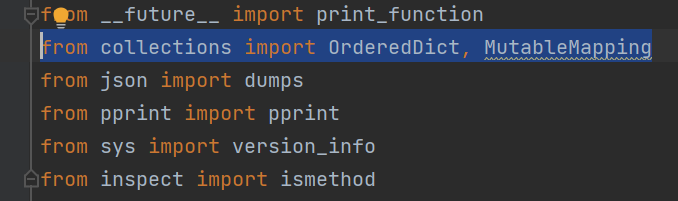 from __future__ import print_function
from collections import OrderedDict, MutableMapping
from json import dumps
from pprint import pprint
from sys import version_info
from inspect import ismethod